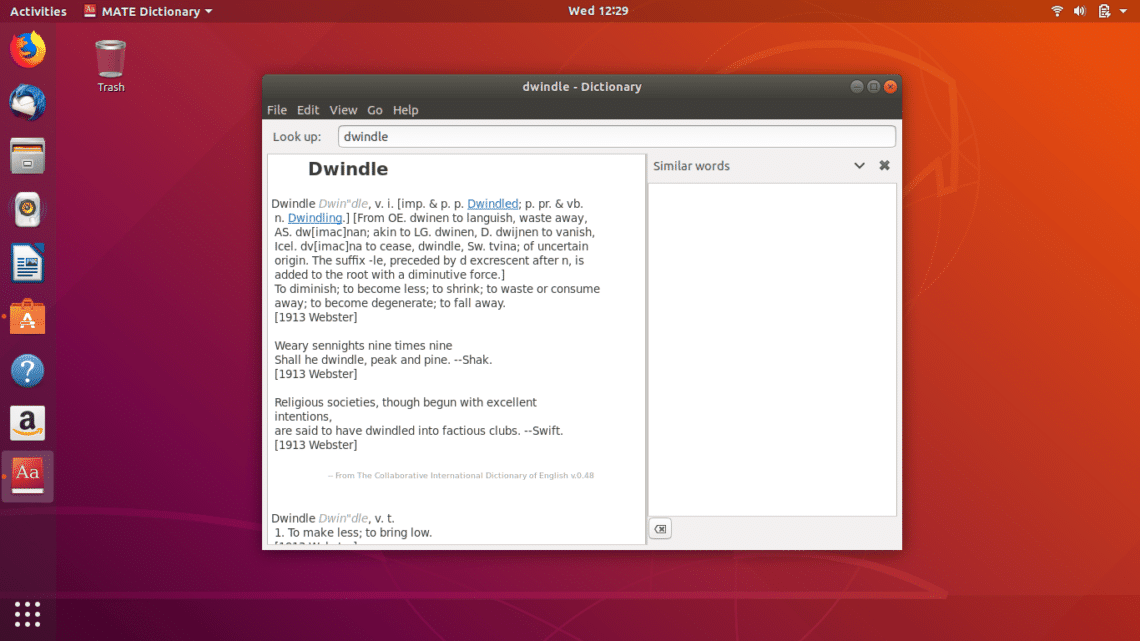 Activities MATE Dictionary Wed 12:29
Trash
dwindle - Dictionary
File Edit View Go Help
Look up: dwindle
Similar words
Dwindle
Dwindle Dwin"dle, v. i. [imp. & p. p. Dwindled; p. pr. & vb.
n. Dwindling.] [From OE. dwinen to languish, waste away,
AS. dw[imac]nan; akin to LG. dwinen, D. dwijnen to vanish,
Icel. dv[imac]na to cease, dwindle, Sw. tvina; of uncertain
origin. The suffix -le, preceded by d excrescent after n, is
added to the root with a diminutive force.]
To diminish; to become less; to shrink; to waste or consume
away; to become degenerate; to fall away.
[1913 Webster]
Weary sennights nine times nine
Shall he dwindle, peak and pine. --Shak.
[1913 Webster]
Religious societies, though begun with excellent
intentions,
are said to have dwindled into factious clubs. --Swift.
[1913 Webster]
-- From The Collaborative International Dictionary of English v.0.48
Dwindle Dwin"dle, v. t.
1. To make less; to bring low.
[1913 Webster]
Aa
a